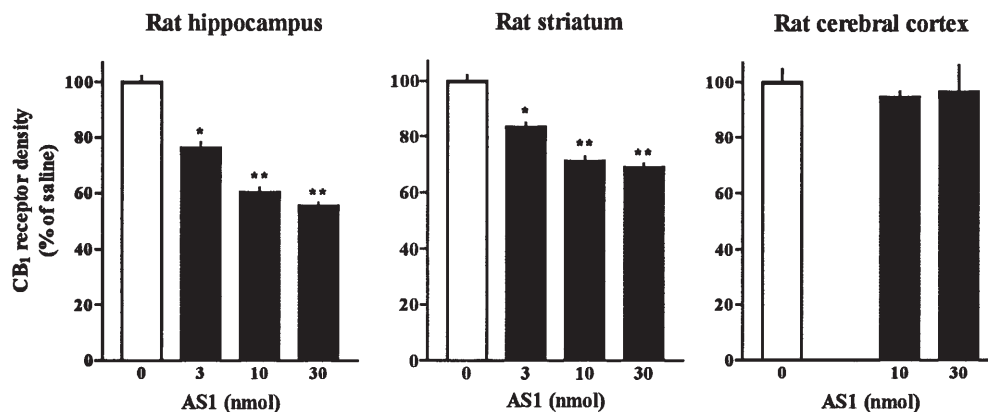 Rat hippocampus
CB1 receptor density
(% of saline)
100
80
60
40
20
0
*
**
**
0 3 10 30
AS1 (nmol)
Rat striatum
100
80
60
40
20
0
*
**
**
0 3 10 30
AS1 (nmol)
Rat cerebral cortex
100
80
60
40
20
0
0 10 30
AS1 (nmol)